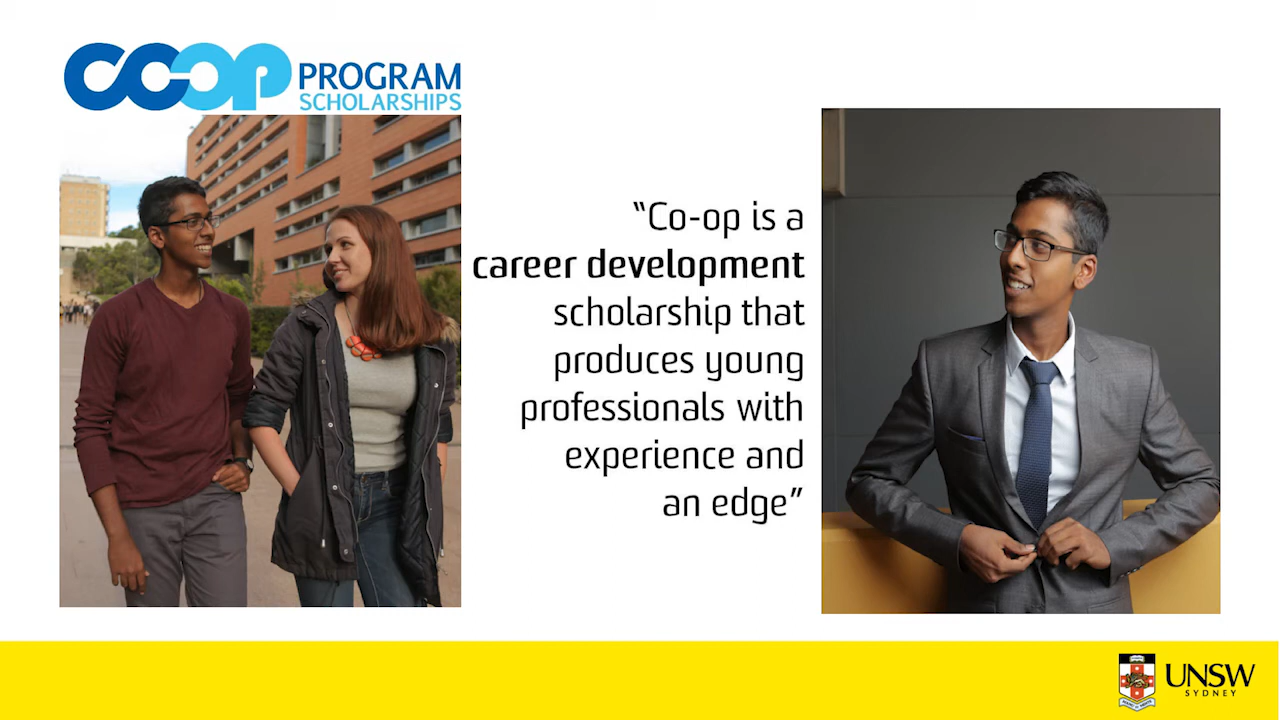 COOP PROGRAM
SCHOLARSHIPS
“Co-op is a
career development
scholarship that
produces young
professionals with
experience and
an edge”
UNSW
SYDNEY